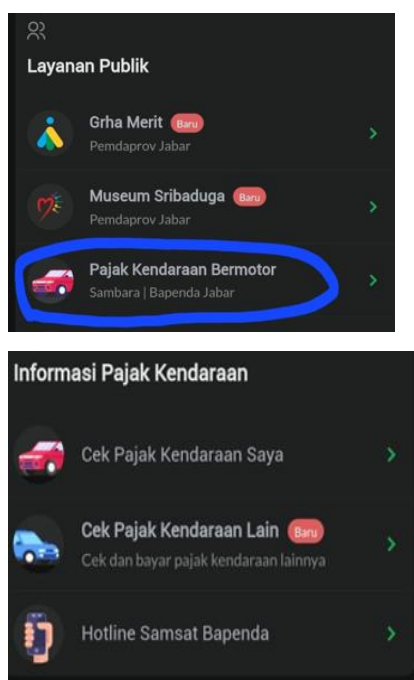 Layanan Publik
Grha Merit Baru
Pemdaprov Jabar
Museum Sribaduga Baru
Pemdaprov Jabar
Pajak Kendaraan Bermotor
Sambara | Bapenda Jabar
Informasi Pajak Kendaraan
Cek Pajak Kendaraan Saya
Cek Pajak Kendaraan Lain Baru
Cek dan bayar pajak kendaraan lainnya
Hotline Samsat Bapenda